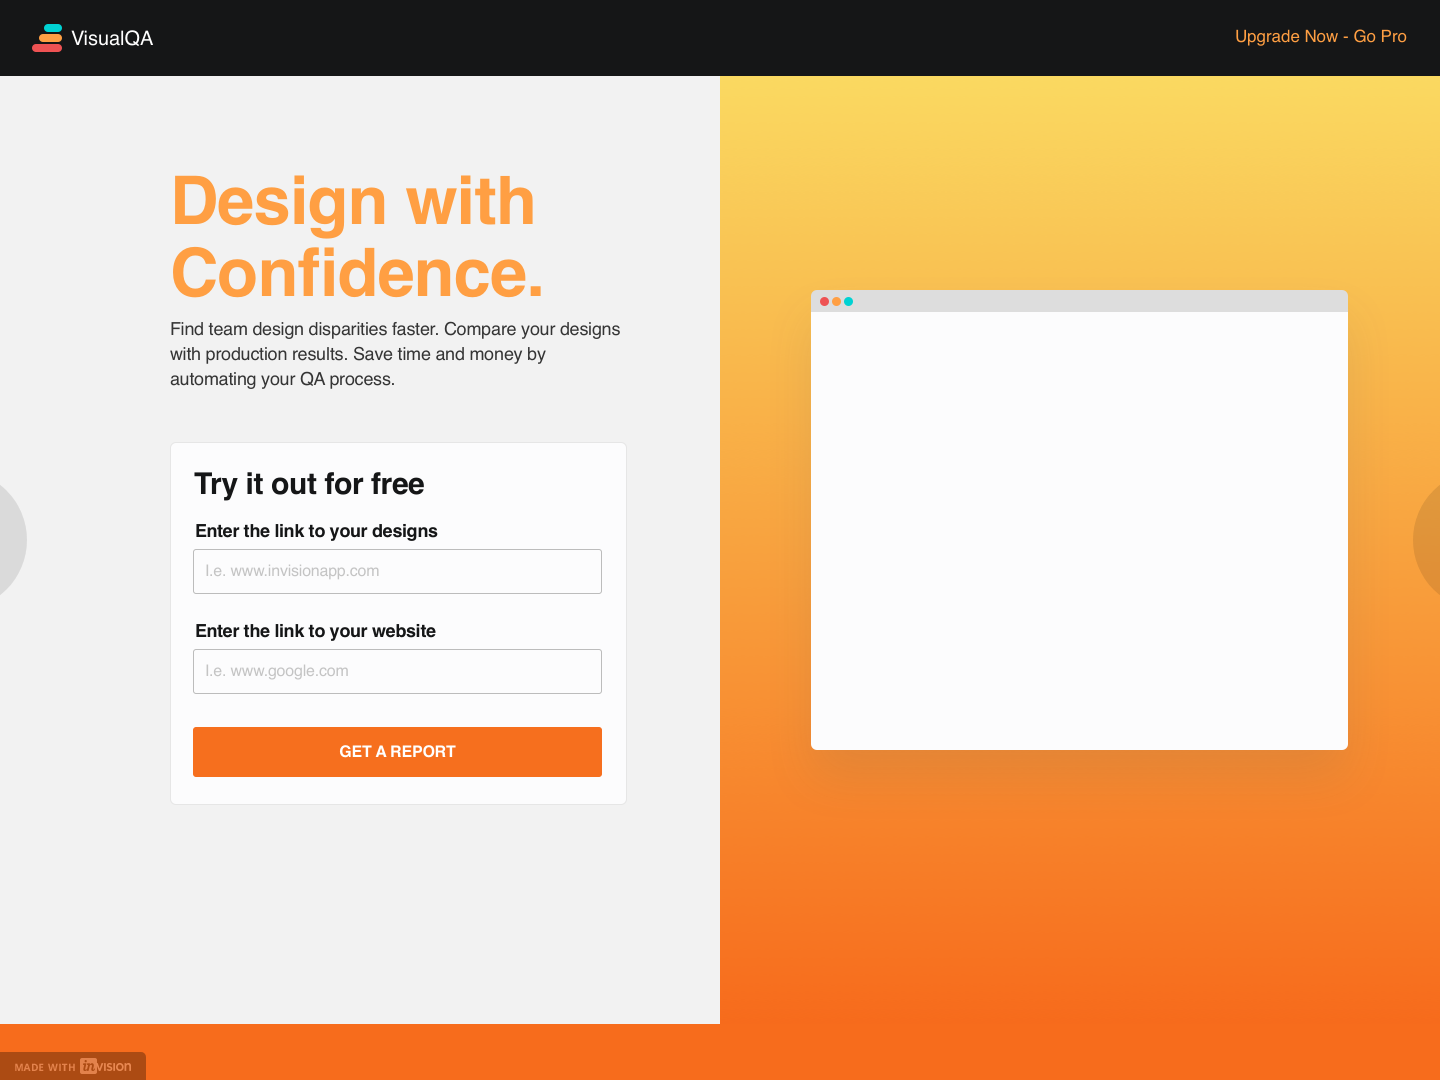 VisualQA
Upgrade Now - Go Pro
Design with
Confidence.
Find team design disparities faster. Compare your designs
with production results. Save time and money by
automating your QA process.
Try it out for free
Enter the link to your designs
I.e. www.invisionapp.com
Enter the link to your website
I.e. www.google.com
GET A REPORT
MADE WITH invision